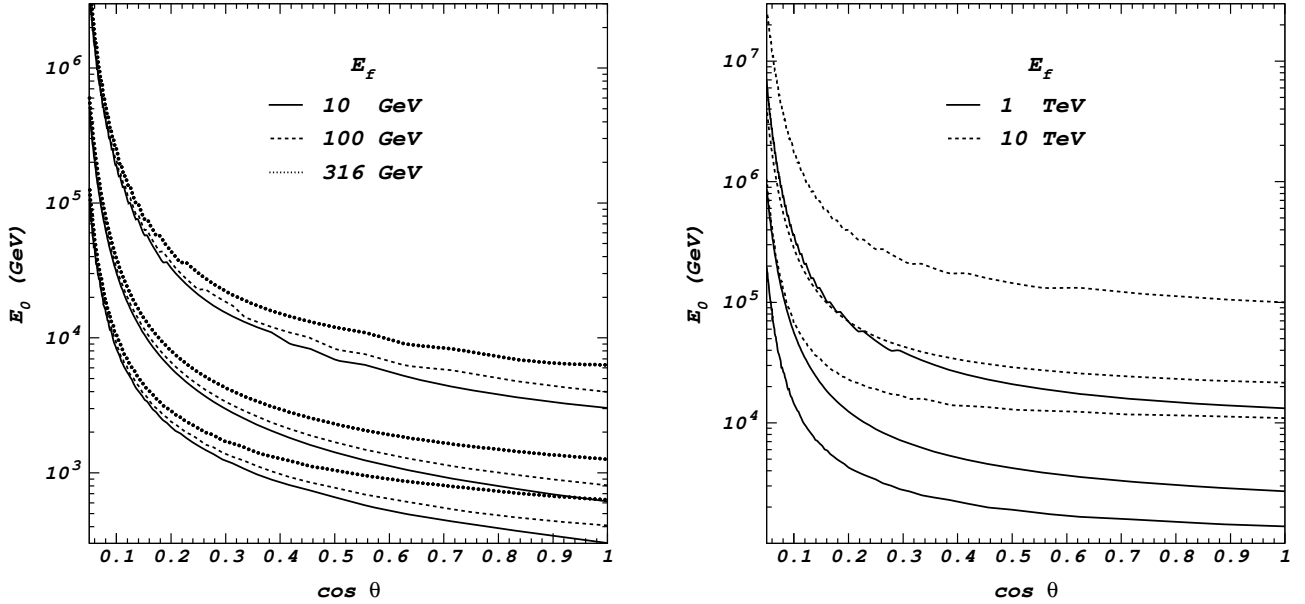 E_f
10 GeV
100 GeV
316 GeV
10^6
10^5
10^4
10^3
E_0 (GeV)
0.1 0.2 0.3 0.4 0.5 0.6 0.7 0.8 0.9 1
cos θ
E_f
1 TeV
10 TeV
10^7
10^6
10^5
10^4
E_0 (GeV)
0.1 0.2 0.3 0.4 0.5 0.6 0.7 0.8 0.9 1
cos θ